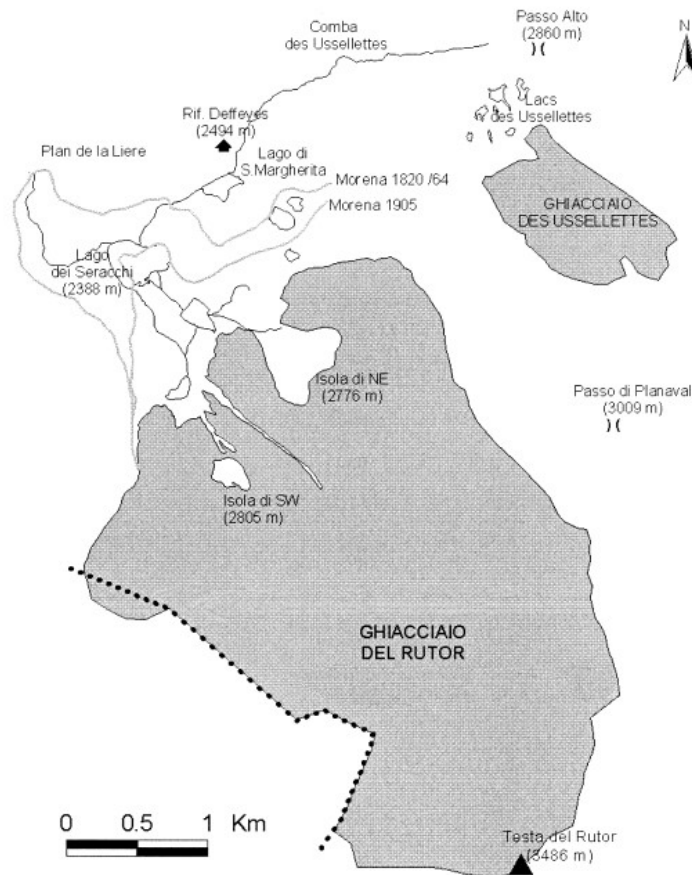 Passo Alto
(2860 m)
Comba
des Ussellettes
N
Lacs
des Ussellettes
Rif. Deffeyes
(2494 m)
Plan de la Liere
Lago di
S.Margherita
Morena 1820 /64
Morena 1905
GHIACCIAIO
DES USSELLETTES
Lago
dei Seracchi
(2388 m)
Isola di NE
(2776 m)
Passo di Planaval
(3009 m)
Isola di SW
(2805 m)
GHIACCIAIO
DEL RUTOR
0 0.5 1 Km
Testa del Rutor
(3486 m)